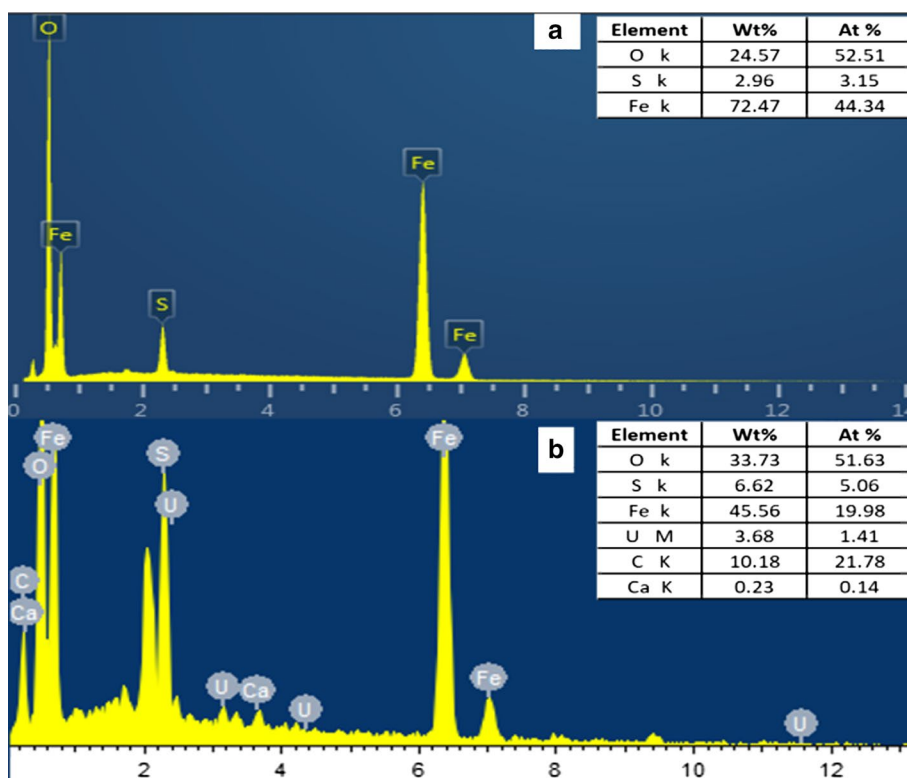 a
Element Wt% At %
O k 24.57 52.51
S k 2.96 3.15
Fe k 72.47 44.34
O
Fe
Fe
S
Fe
0 2 4 6 8 10 12 14
b
Element Wt% At %
O k 33.73 51.63
S k 6.62 5.06
Fe k 45.56 19.98
U M 3.68 1.41
C K 10.18 21.78
Ca K 0.23 0.14
Fe S Fe
O
U
C
Ca
Fe
U Ca
U U
2 4 6 8 10 12